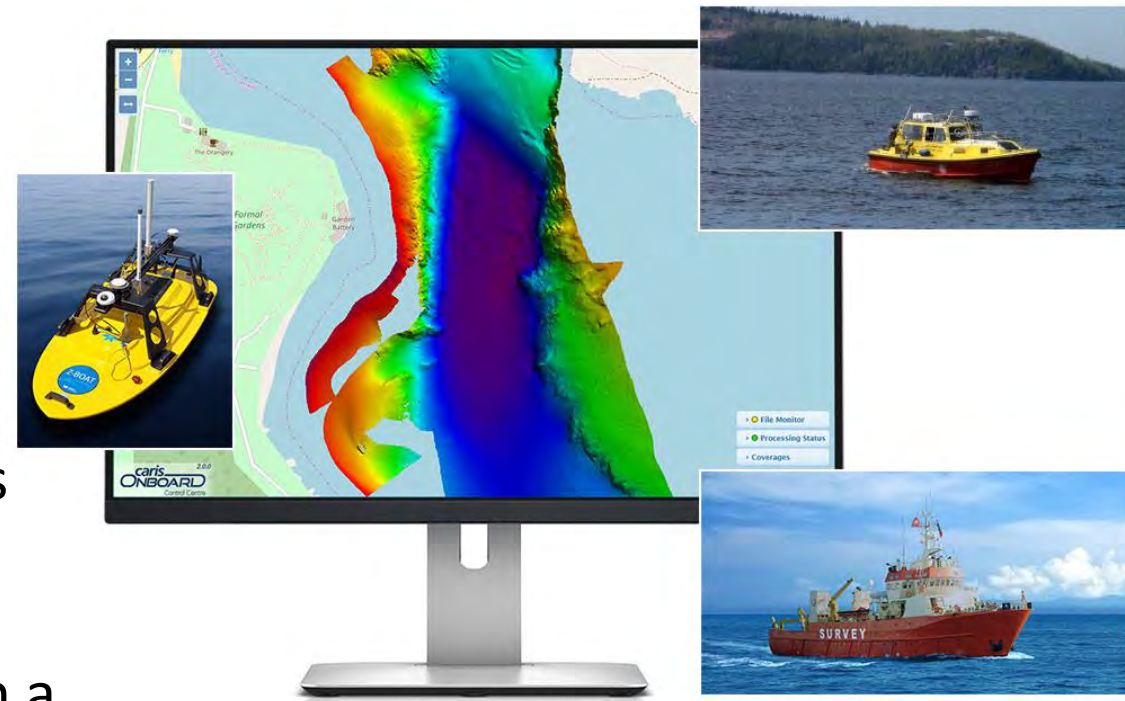 Ferry
The Orangery
Formal
Gardens
Garden
Battery
Z-BOAT
File Monitor
Processing Status
Coverages
caris 2.0.0
ONBOARD
Control Centre
SURVEY
s
n a